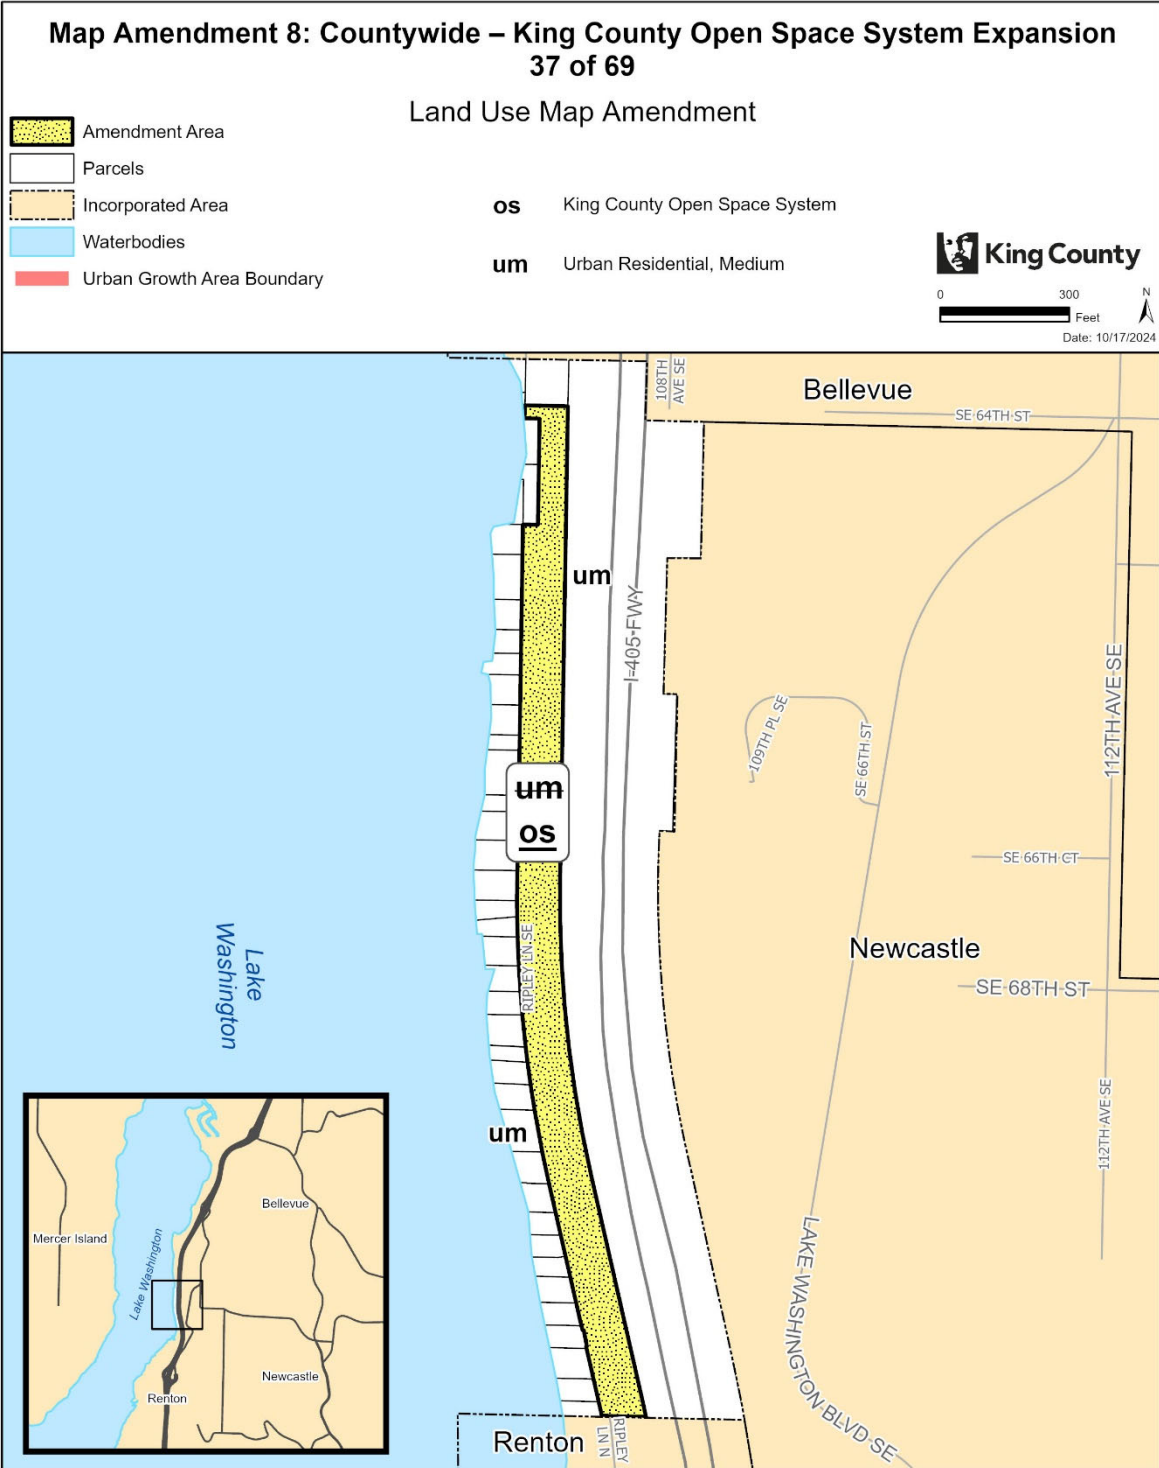 Map Amendment 8: Countywide – King County Open Space System Expansion
37 of 69
Land Use Map Amendment
Amendment Area
Parcels
Incorporated Area
Waterbodies
Urban Growth Area Boundary
os King County Open Space System
um Urban Residential, Medium
King County
0 300
Feet
N
Date: 10/17/2024
108TH
AVE SE
Bellevue
SE 64TH ST
um
I-405 FWY
112TH AVE SE
109TH PL SE
SE 66TH ST
um
os
SE 66TH CT
Lake
Washington
RIPLEY LN SE
Newcastle
SE 68TH ST
um
112TH AVE SE
LAKE WASHINGTON BLVD SE
Renton
RIPLEY
LN N
Mercer Island
Lake Washington
Bellevue
Newcastle
Renton